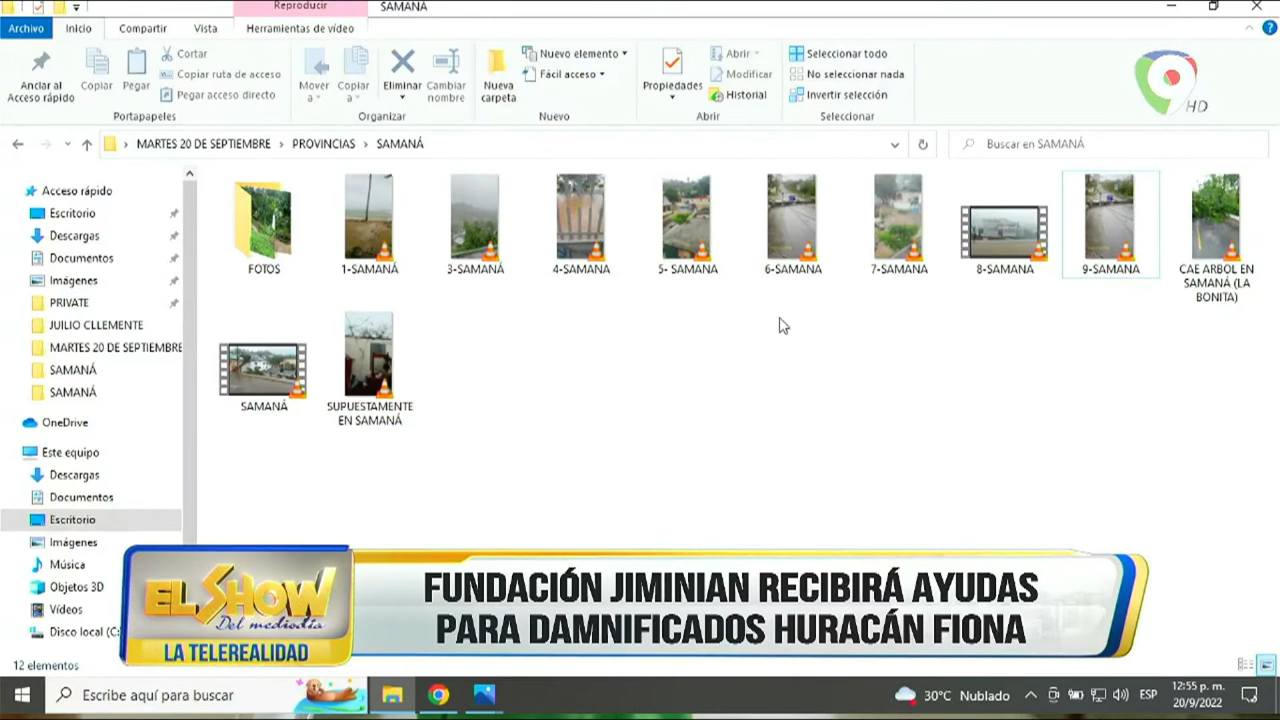 Reproducir
SAMANÁ
Archivo
Inicio
Compartir
Vista
Herramientas de vídeo
Anclar al
Acceso rápido
Copiar
Pegar
Cortar
Copiar ruta de acceso
Pegar acceso directo
Portapapeles
Mover
a
Copiar
a
Eliminar
Cambiar
nombre
Organizar
Nueva
carpeta
Nuevo elemento
Fácil acceso
Nuevo
Propiedades
Abrir
Modificar
Historial
Abrir
Seleccionar todo
No seleccionar nada
Invertir selección
Seleccionar
HD
MARTES 20 DE SEPTIEMBRE > PROVINCIAS > SAMANÁ
Buscar en SAMANÁ
Acceso rápido
Escritorio
Descargas
Documentos
Imágenes
PRIVATE
JUILIO CLLEMENTE
MARTES 20 DE SEPTIEMBRE
SAMANÁ
SAMANÁ
OneDrive
Este equipo
Descargas
Documentos
Escritorio
Imágenes
Música
Objetos 3D
Vídeos
Disco local (C:
FOTOS
1-SAMANÁ
3-SAMANÁ
4-SAMANA
5- SAMANA
6-SAMANA
7-SAMANA
8-SAMANA
9-SAMANA
CAE ARBOL EN
SAMANÁ (LA
BONITA)
SAMANÁ
SUPUESTAMENTE
EN SAMANÁ
EL SHOW
Del mediodía
LA TELEREALIDAD
FUNDACIÓN JIMINIAN RECIBIRÁ AYUDAS
PARA DAMNIFICADOS HURACÁN FIONA
12 elementos
Escribe aquí para buscar
30°C Nublado
ESP
12:55 p. m.
20/9/2022